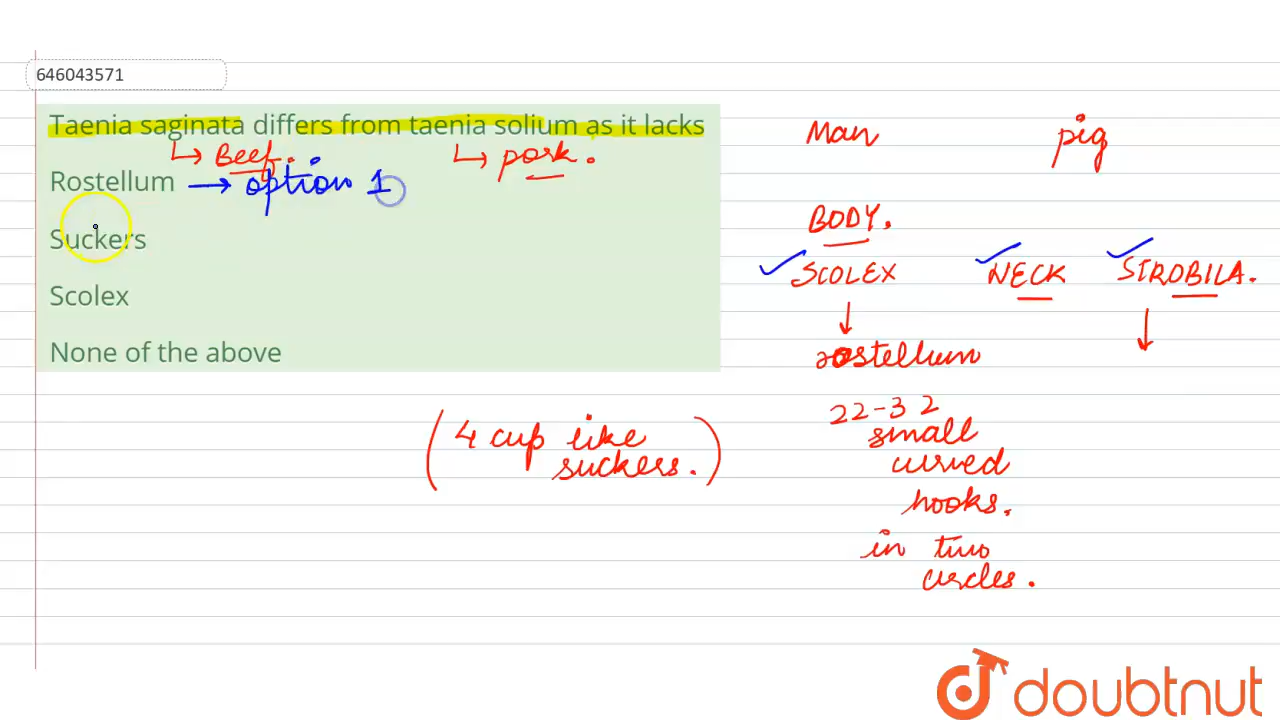 646043571
Taenia saginata differs from taenia solium as it lacks
↳ Beef. ↳ pork.
Rostellum → option 1
Suckers
Scolex
None of the above
(4 cup like
suckers.)
Man pig
BODY.
SCOLEX NECK STROBILA.
rostellum
22-32
small
curved
hooks.
in two
circles.
doubtnut